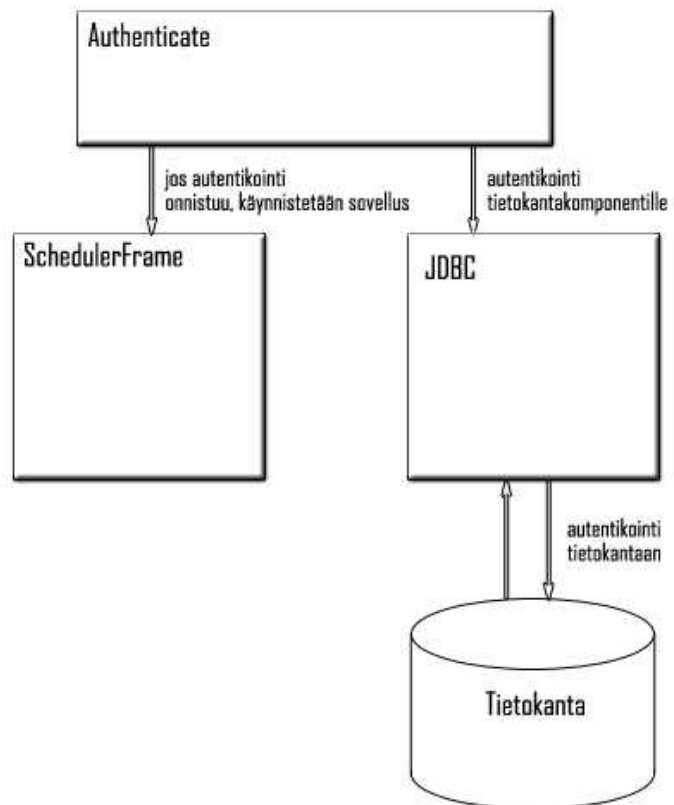 Authenticate
jos autentikointi
onnistuu, käynnistetään sovellus
autentikointi
tietokantakomponentille
SchedulerFrame
JDBC
autentikointi
tietokantaan
Tietokanta